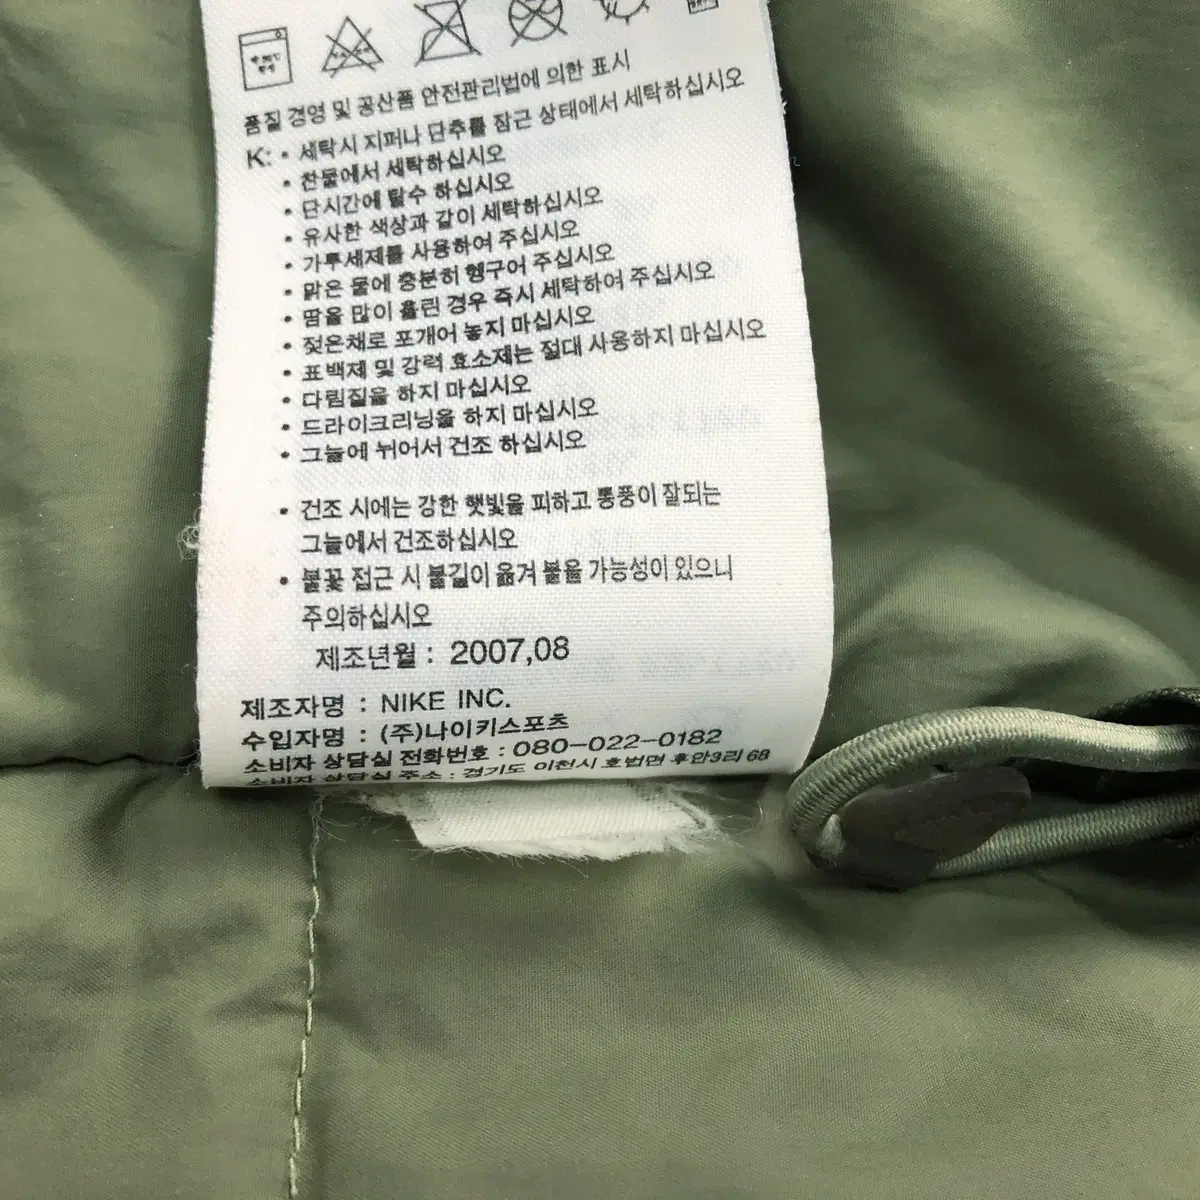 품질 경영 및 공산품 안전관리법에 의한 표시
K: • 세탁시 지퍼나 단추를 잠근 상태에서 세탁하십시오
• 찬물에서 세탁하십시오
• 단시간에 탈수 하십시오
• 유사한 색상과 같이 세탁하십시오
• 가루세제를 사용하여 주십시오
• 맑은 물에 충분히 헹구어 주십시오
• 땀을 많이 흘린 경우 즉시 세탁하여 주십시오
• 젖은채로 포개어 놓지 마십시오
• 표백제 및 강력 효소제는 절대 사용하지 마십시오
• 다림질을 하지 마십시오
• 드라이크리닝을 하지 마십시오
• 그늘에 뉘어서 건조 하십시오
• 건조 시에는 강한 햇빛을 피하고 통풍이 잘되는
그늘에서 건조하십시오
• 불꽃 접근 시 불길이 옮겨 붙을 가능성이 있으니
주의하십시오
제조년월 : 2007,08
제조자명 : NIKE INC.
수입자명 : (주)나이키스포츠
소비자 상담실 전화번호 : 080-022-0182
소비자 상담실 주소 : 경기도 이천시 호법면 후안3리 68